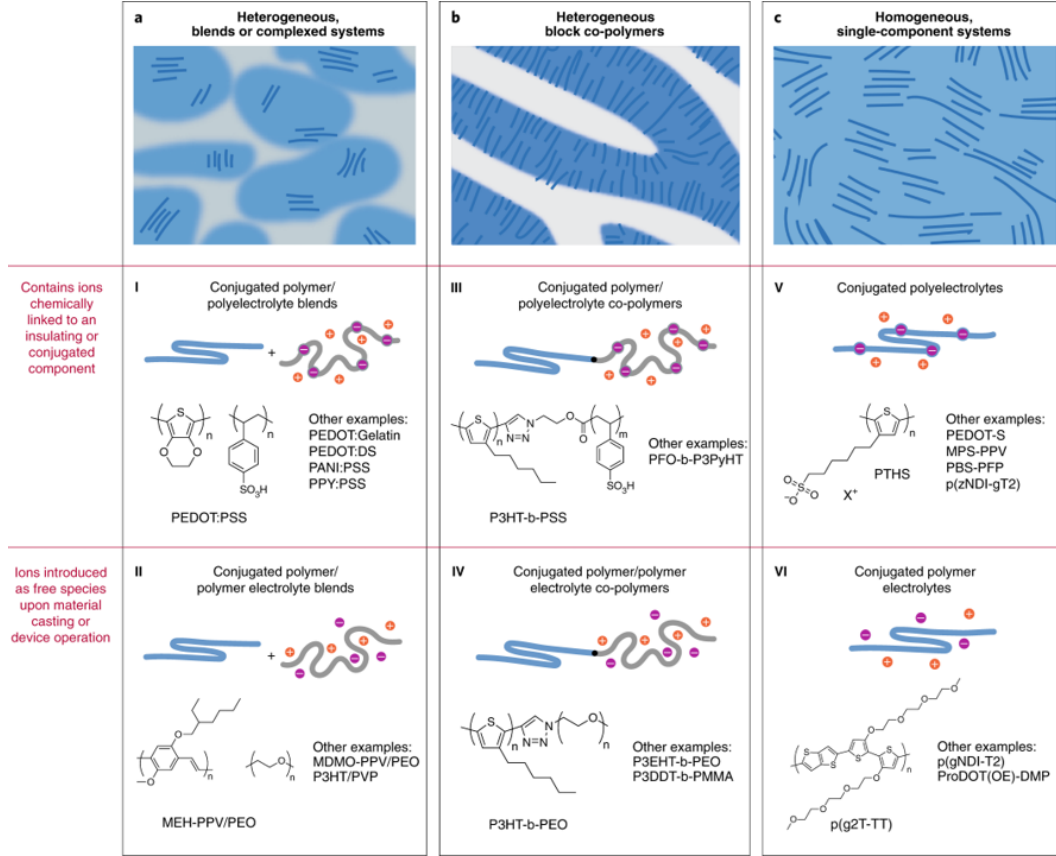 a
Heterogeneous,
blends or complexed systems
b
Heterogeneous
block co-polymers
c
Homogeneous,
single-component systems
Contains ions
chemically
linked to an
insulating or
conjugated
component
I
Conjugated polymer/
polyelectrolyte blends
+
S
n
O
O
n
SO₃H
Other examples:
PEDOT:Gelatin
PEDOT:DS
PANI:PSS
PPY:PSS
PEDOT:PSS
III
Conjugated polymer/
polyelectrolyte co-polymers
S
n
N
N=N
O
O
m
SO₃H
Other examples:
PFO-b-P3PyHT
P3HT-b-PSS
V
Conjugated polyelectrolytes
S
n
O
S
O
⁻O
X⁺
PTHS
Other examples:
PEDOT-S
MPS-PPV
PBS-PFP
p(zNDI-gT2)
Ions introduced
as free species
upon material
casting or
device operation
II
Conjugated polymer/
polymer electrolyte blends
+
O
O
n
O
n
Other examples:
MDMO-PPV/PEO
P3HT/PVP
MEH-PPV/PEO
IV
Conjugated polymer/polymer
electrolyte co-polymers
S
n
N
N=N
O
n
Other examples:
P3EHT-b-PEO
P3DDT-b-PMMA
P3HT-b-PEO
VI
Conjugated polymer
electrolytes
O
O
O
O
S
S
S
S
n
O
O
O
O
Other examples:
p(gNDI-T2)
ProDOT(OE)-DMP
p(g2T-TT)